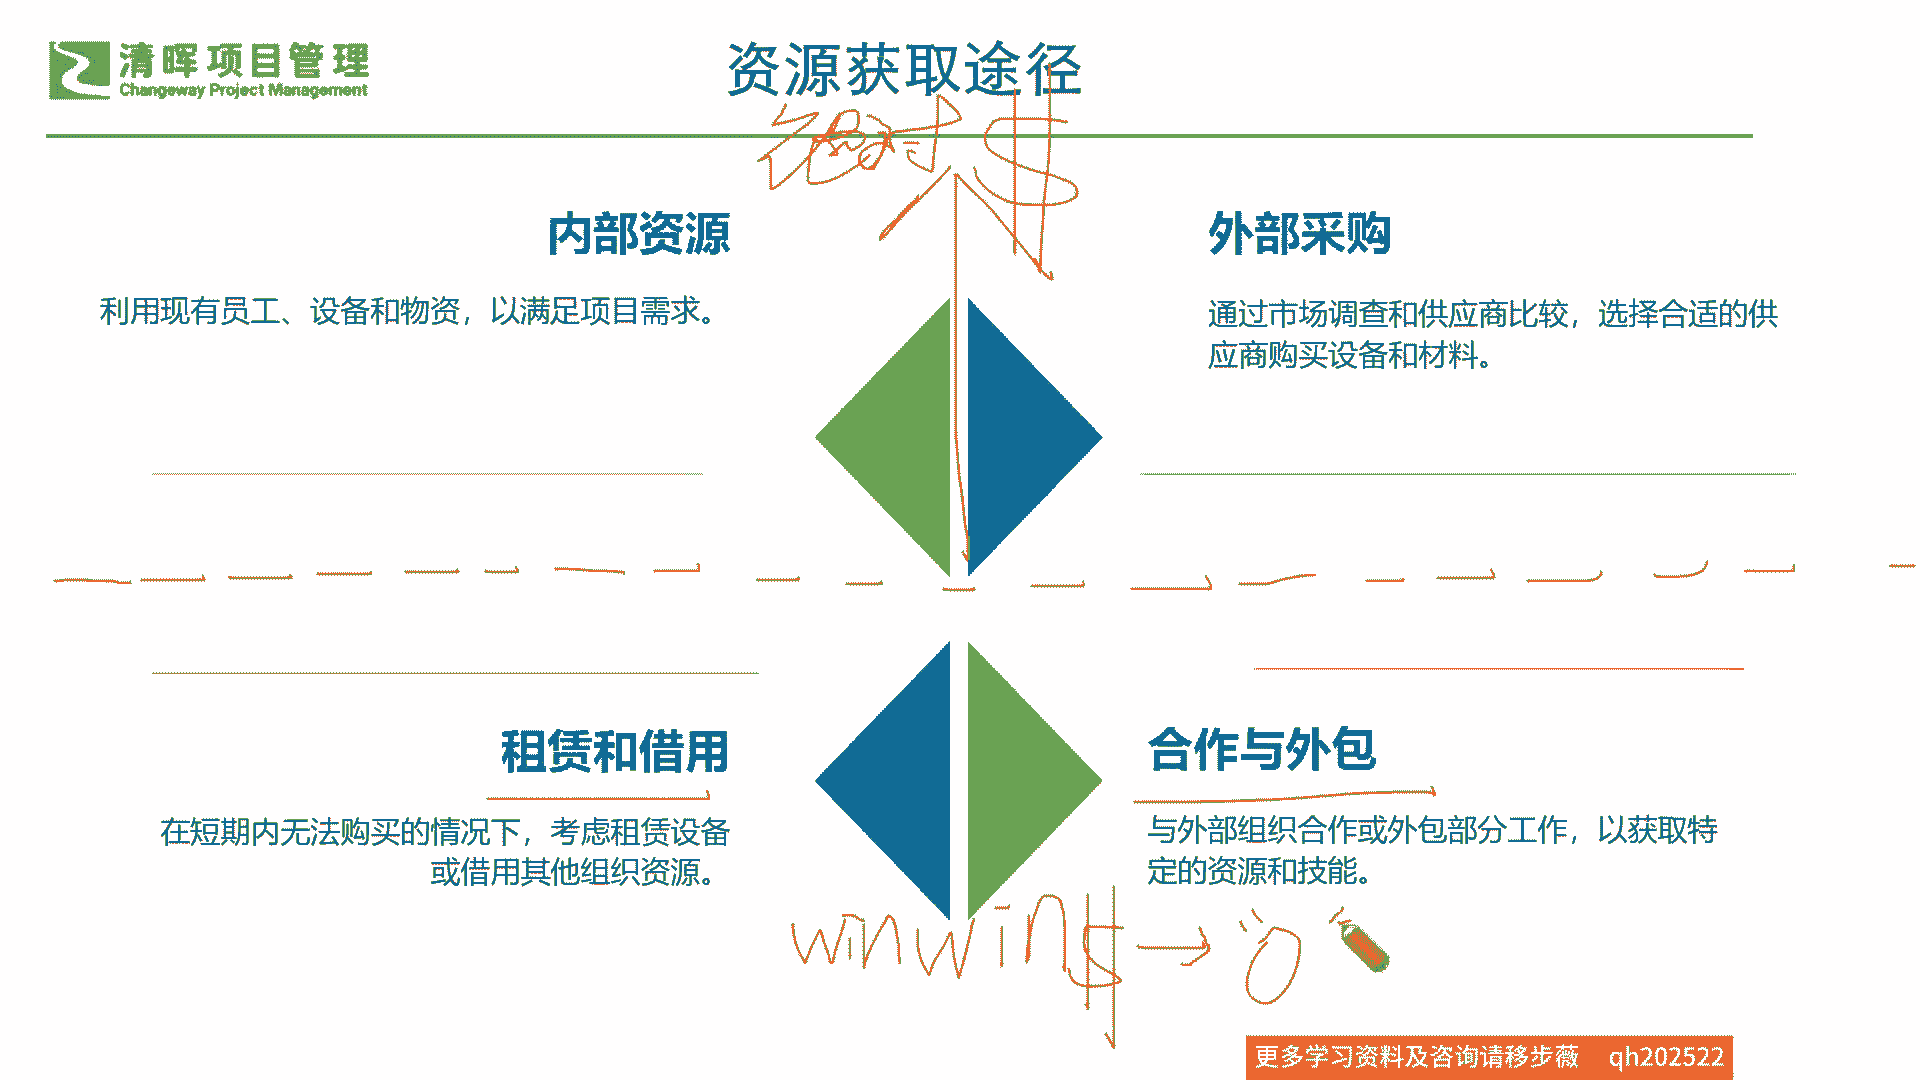 清晖项目管理
Changeway Project Management
资源获取途径
绝对 $
内部资源
利用现有员工、设备和物资，以满足项目需求。
外部采购
通过市场调查和供应商比较，选择合适的供
应商购买设备和材料。
租赁和借用
在短期内无法购买的情况下，考虑租赁设备
或借用其他组织资源。
合作与外包
与外部组织合作或外包部分工作，以获取特
定的资源和技能。
win win $ → 0
更多学习资料及咨询请移步薇 qh202522